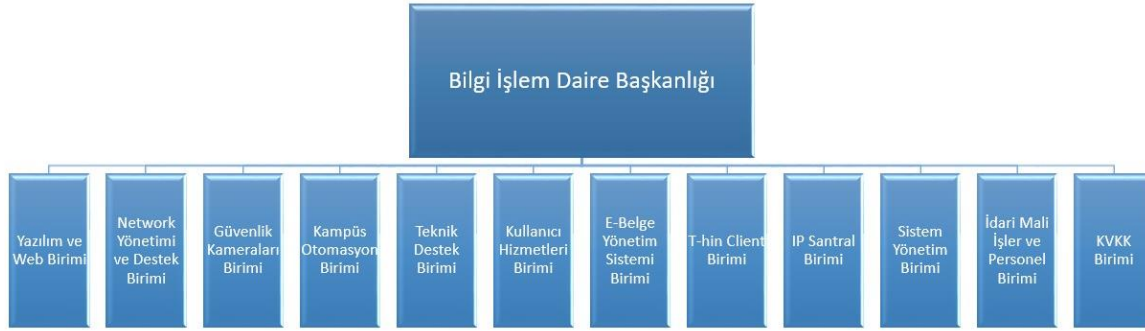 Bilgi İşlem Daire Başkanlığı
Yazılım ve
Web Birimi
Network
Yönetimi
ve Destek
Birimi
Güvenlik
Kameraları
Birimi
Kampüs
Otomasyon
Birimi
Teknik
Destek
Birimi
Kullanıcı
Hizmetleri
Birimi
E-Belge
Yönetim
Sistemi
Birimi
T-hin Client
Birimi
IP Santral
Birimi
Sistem
Yönetim
Birimi
İdari Mali
İşler ve
Personel
Birimi
KVKK
Birimi